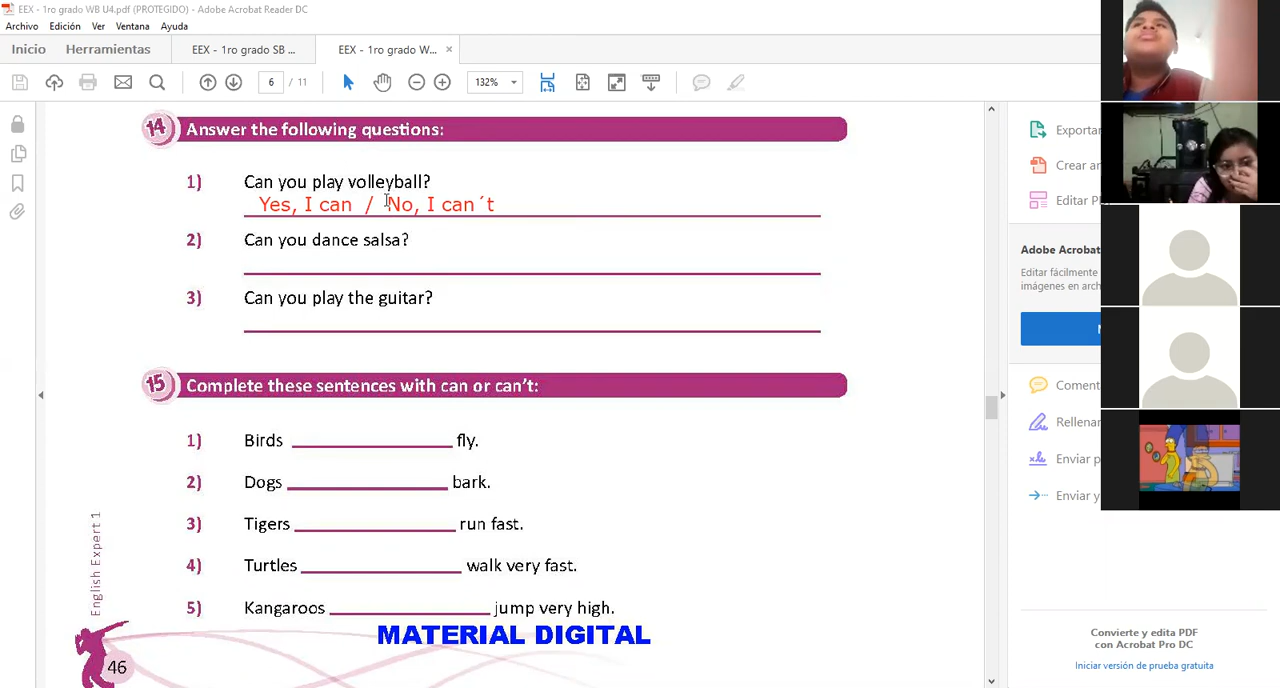 EEX - 1ro grado WB U4.pdf (PROTEGIDO) - Adobe Acrobat Reader DC
Archivo Edición Ver Ventana Ayuda
Inicio Herramientas EEX - 1ro grado SB ... EEX - 1ro grado W... ×
6 / 11 132%
14 Answer the following questions:
1) Can you play volleyball?
Yes, I can / No, I can´t
2) Can you dance salsa?
3) Can you play the guitar?
15 Complete these sentences with can or can’t:
1) Birds fly.
2) Dogs bark.
3) Tigers run fast.
4) Turtles walk very fast.
5) Kangaroos jump very high.
MATERIAL DIGITAL
English Expert 1
46
Exportar
Crear
Editar
Adobe Acrobat
Editar fácilmente
imágenes en
Rellenar
Enviar
Enviar y
Convierte y edita PDF
con Acrobat Pro DC
Iniciar versión de prueba gratuita